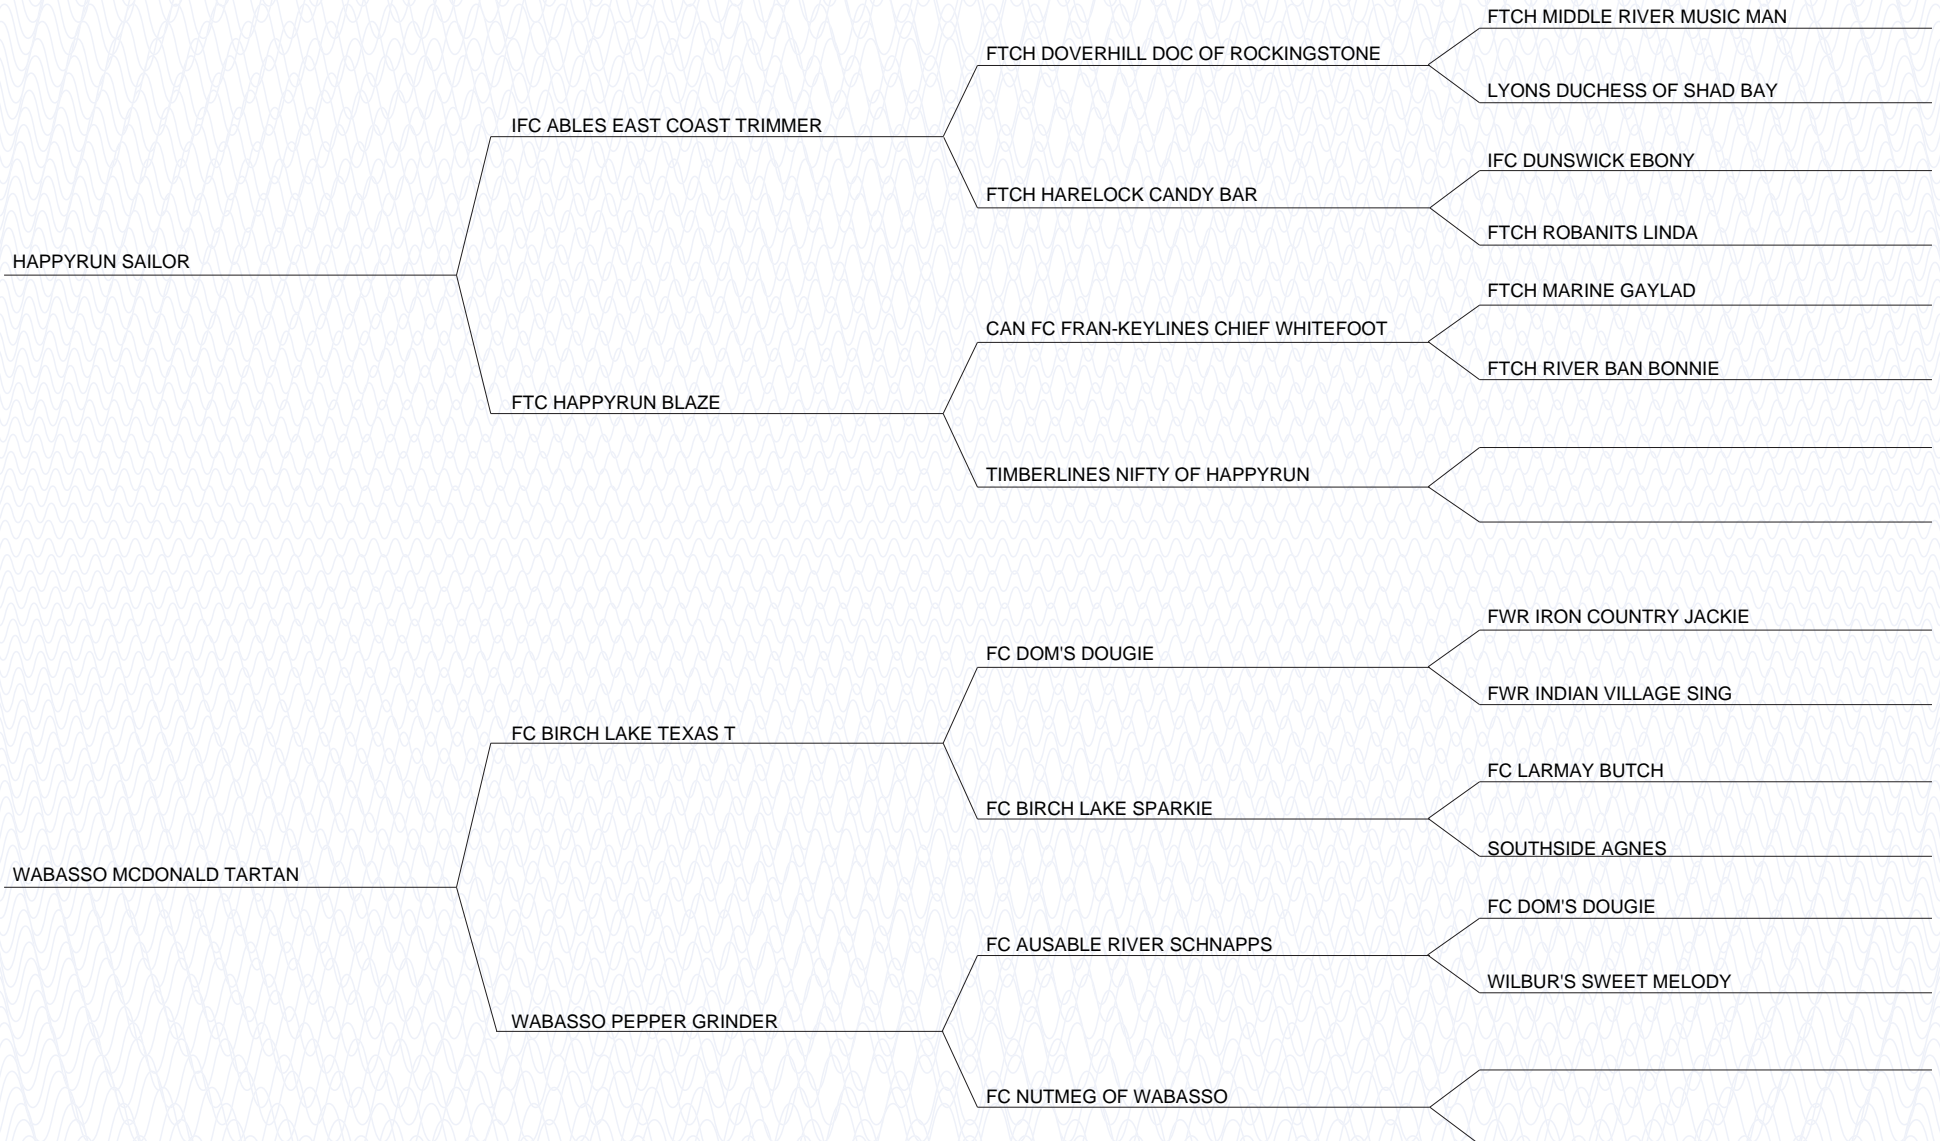 FTCH MIDDLE RIVER MUSIC MAN
FTCH DOVERHILL DOC OF ROCKINGSTONE
LYONS DUCHESS OF SHAD BAY
IFC ABLES EAST COAST TRIMMER
IFC DUNSWICK EBONY
FTCH HARELOCK CANDY BAR
FTCH ROBANITS LINDA
HAPPYRUN SAILOR
FTCH MARINE GAYLAD
CAN FC FRAN-KEYLINES CHIEF WHITEFOOT
FTCH RIVER BAN BONNIE
FTC HAPPYRUN BLAZE
TIMBERLINES NIFTY OF HAPPYRUN
FWR IRON COUNTRY JACKIE
FC DOM'S DOUGIE
FWR INDIAN VILLAGE SING
FC BIRCH LAKE TEXAS T
FC LARMAY BUTCH
FC BIRCH LAKE SPARKIE
SOUTHSIDE AGNES
WABASSO MCDONALD TARTAN
FC DOM'S DOUGIE
FC AUSABLE RIVER SCHNAPPS
WILBUR'S SWEET MELODY
WABASSO PEPPER GRINDER
FC NUTMEG OF WABASSO